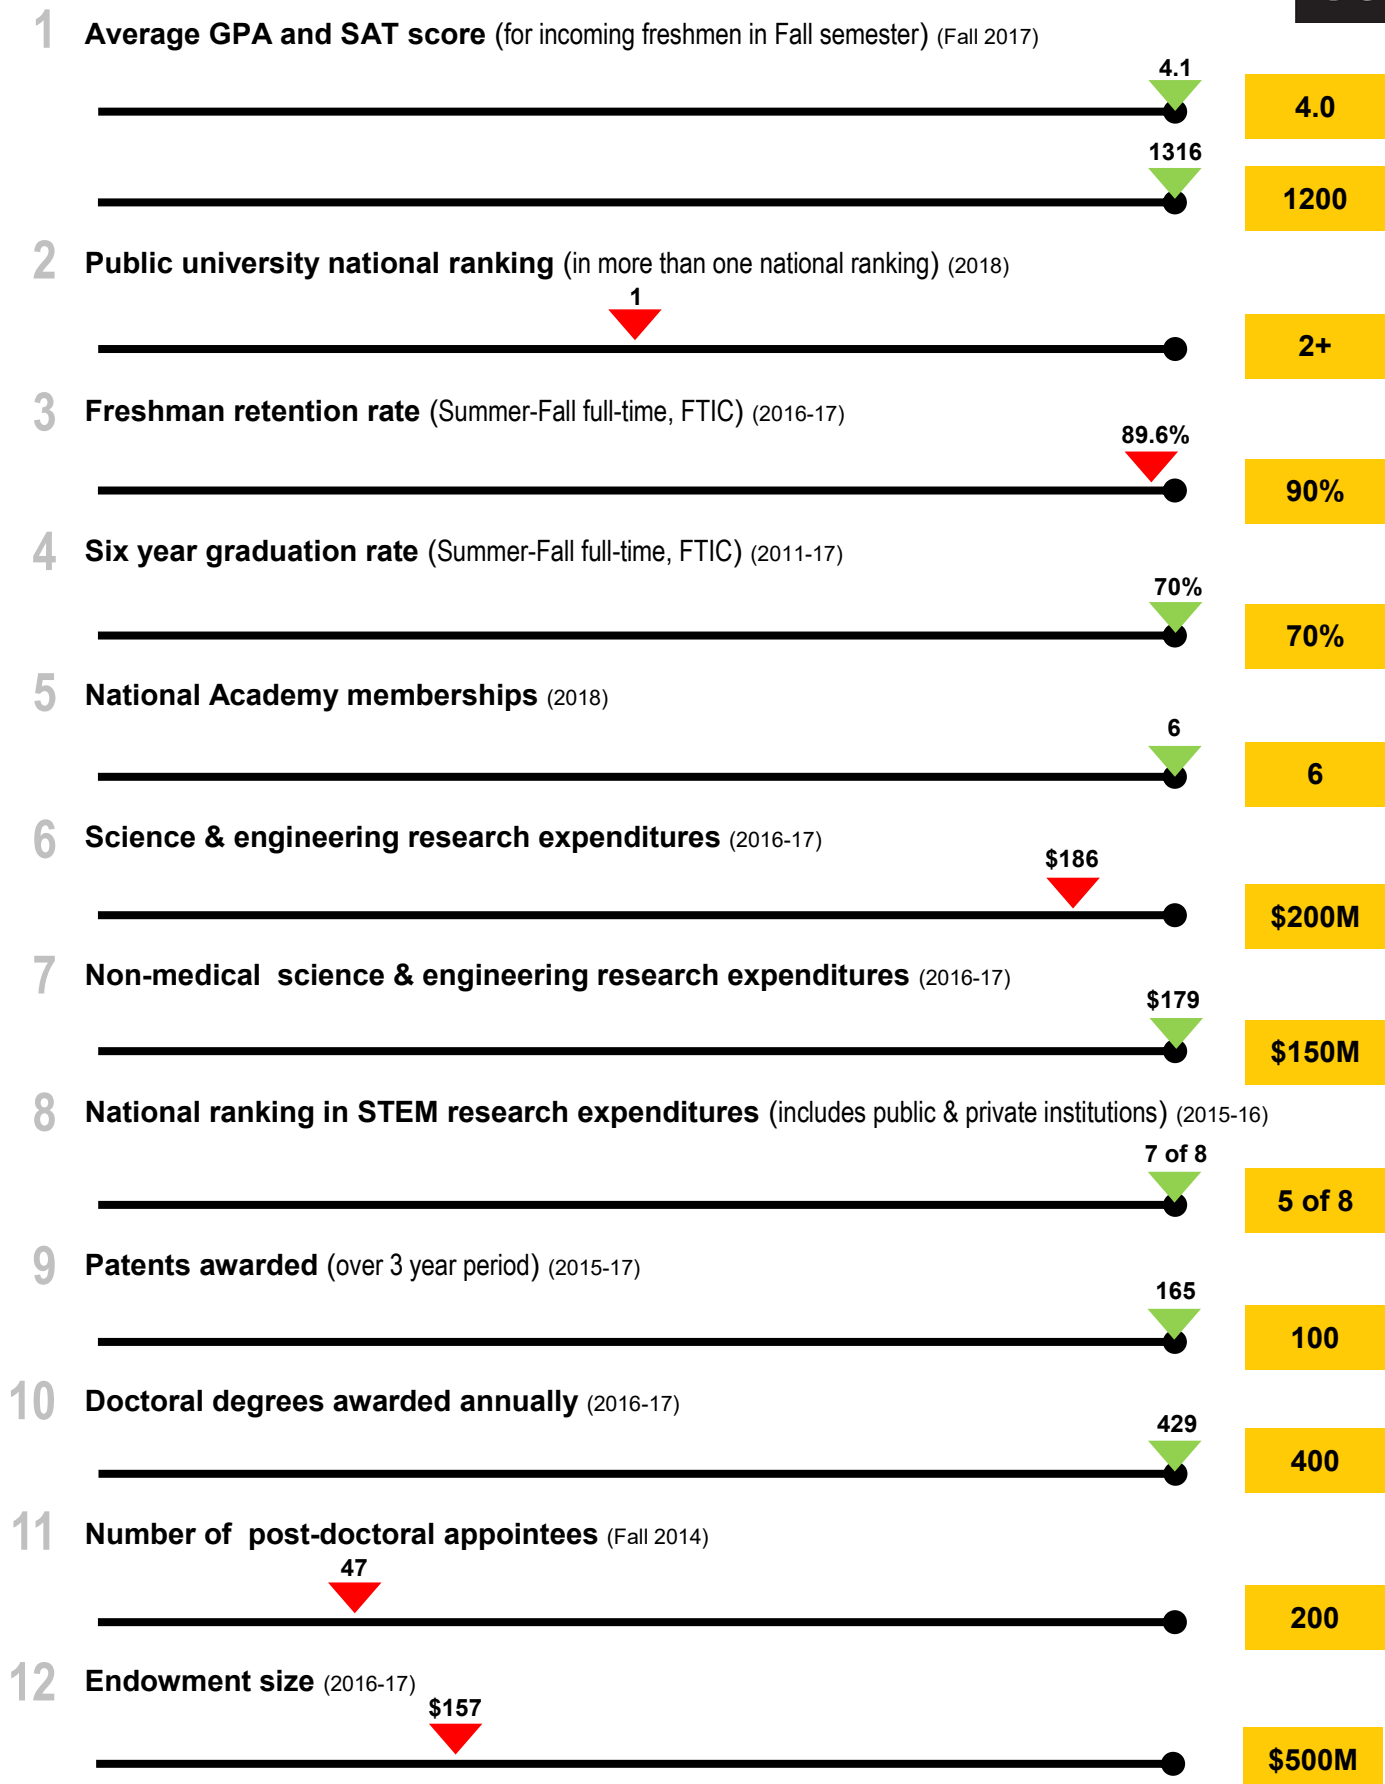 1 Average GPA and SAT score (for incoming freshmen in Fall semester) (Fall 2017)
4.1
4.0
1316
1200
2 Public university national ranking (in more than one national ranking) (2018)
1
2+
3 Freshman retention rate (Summer-Fall full-time, FTIC) (2016-17)
89.6%
90%
4 Six year graduation rate (Summer-Fall full-time, FTIC) (2011-17)
70%
70%
5 National Academy memberships (2018)
6
6
6 Science & engineering research expenditures (2016-17)
$186
$200M
7 Non-medical science & engineering research expenditures (2016-17)
$179
$150M
8 National ranking in STEM research expenditures (includes public & private institutions) (2015-16)
7 of 8
5 of 8
9 Patents awarded (over 3 year period) (2015-17)
165
100
10 Doctoral degrees awarded annually (2016-17)
429
400
11 Number of post-doctoral appointees (Fall 2014)
47
200
12 Endowment size (2016-17)
$157
$500M